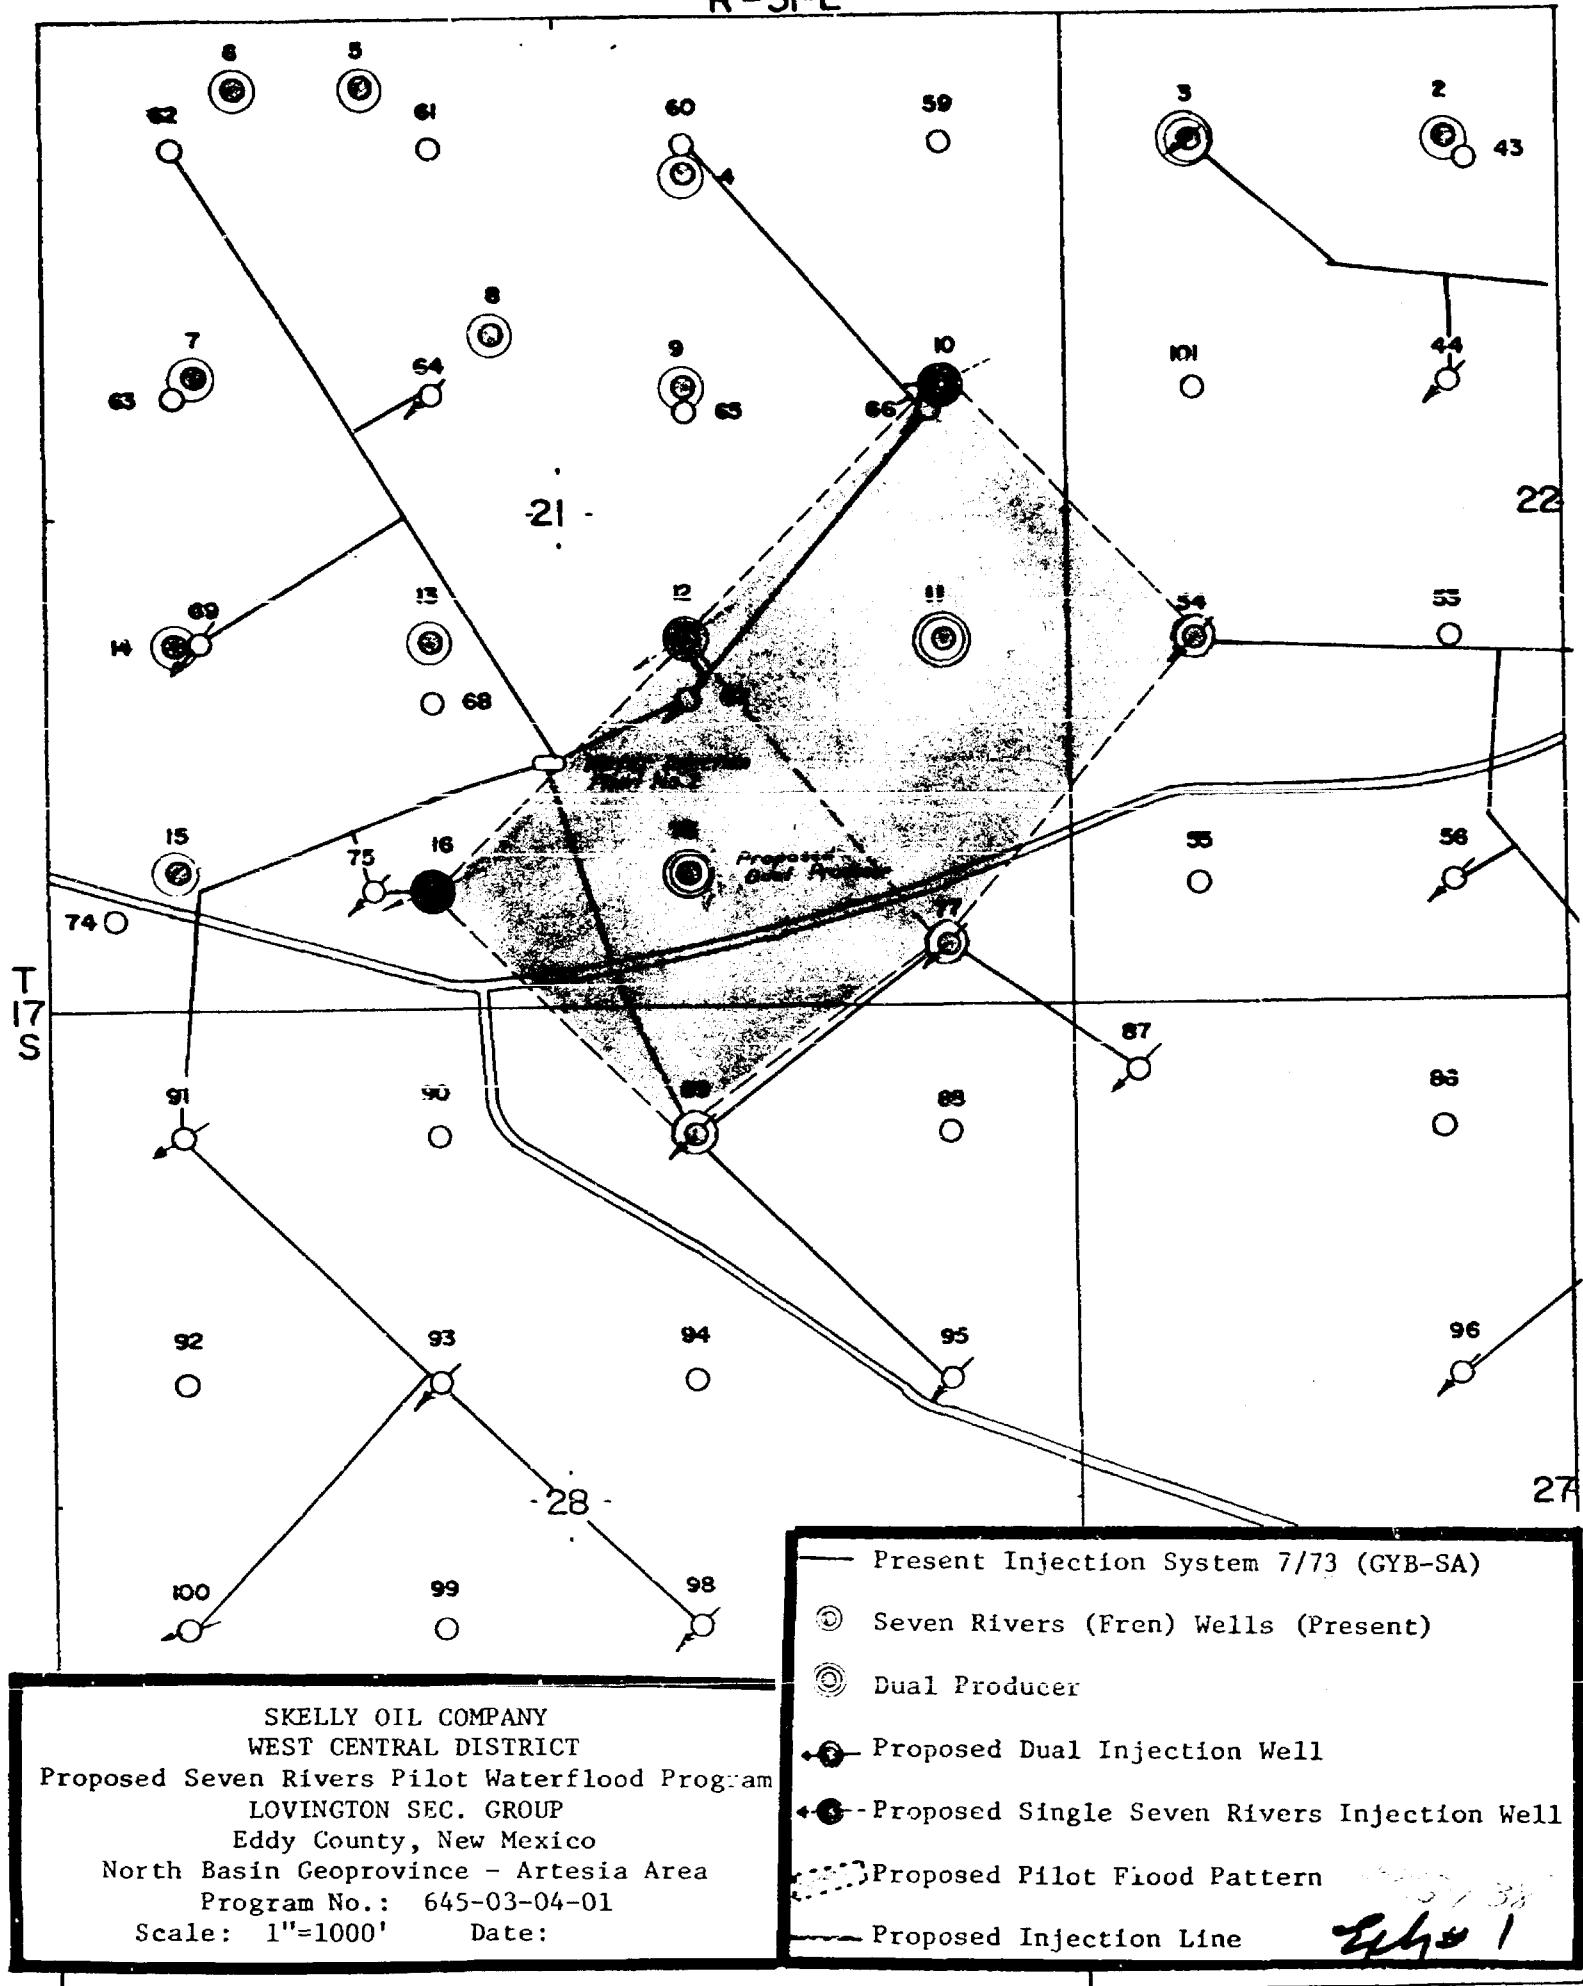 R-31-E
6
5
62
61
60
59
3
2
43
4
8
7
9
10
101
44
64
63
65
66
-21-
22
13
12
11
54
53
69
14
68
Plant No. 2
15
16
75
Proposed
Dual Producer
55
56
74
77
T
17
S
87
91
90
89
88
86
92
93
94
95
96
-28-
27
100
99
98
Present Injection System 7/73 (GYB-SA)
Seven Rivers (Fren) Wells (Present)
Dual Producer
Proposed Dual Injection Well
Proposed Single Seven Rivers Injection Well
Proposed Pilot Flood Pattern
Proposed Injection Line
Exh # 1
SKELLY OIL COMPANY
WEST CENTRAL DISTRICT
Proposed Seven Rivers Pilot Waterflood Program
LOVINGTON SEC. GROUP
Eddy County, New Mexico
North Basin Geoprovince - Artesia Area
Program No.: 645-03-04-01
Scale: 1"=1000' Date: